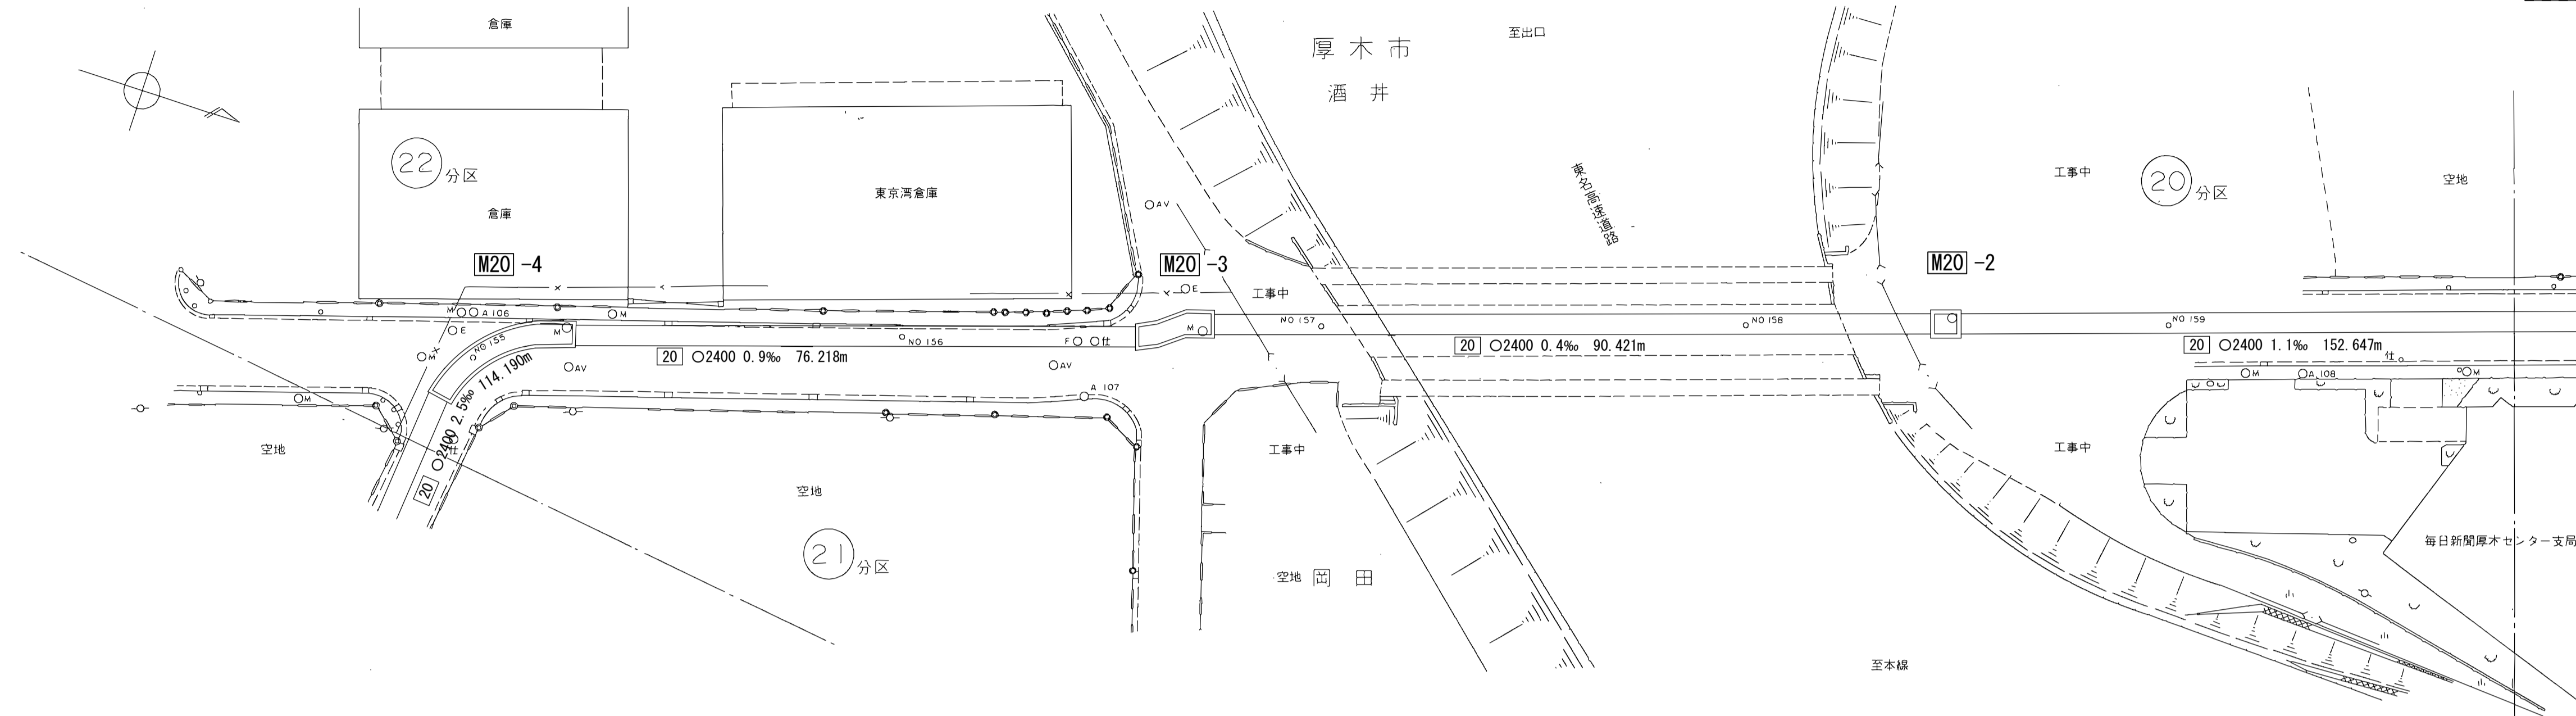 倉庫
厚木市
至出口
酒井
22 分区
倉庫
東京湾倉庫
東名高速道路
工事中
20 分区
空地
AV
M20 -4
M20 -3
M20 -2
E
工事中
M
A 106
M
E
M
NO 155
M
NO 156
F
仕
M
NO 157
NO 158
NO 159
20 ○2400 0.9‰ 76.218m
20 ○2400 0.4‰ 90.421m
20 ○2400 1.1‰ 152.647m
仕
AV
AV
M
A 107
M
A 108
M
20 ○2400 2.5‰ 114.190m
仕
空地
工事中
工事中
空地
21 分区
空地
岡田
毎日新聞厚木センター支局
至本線